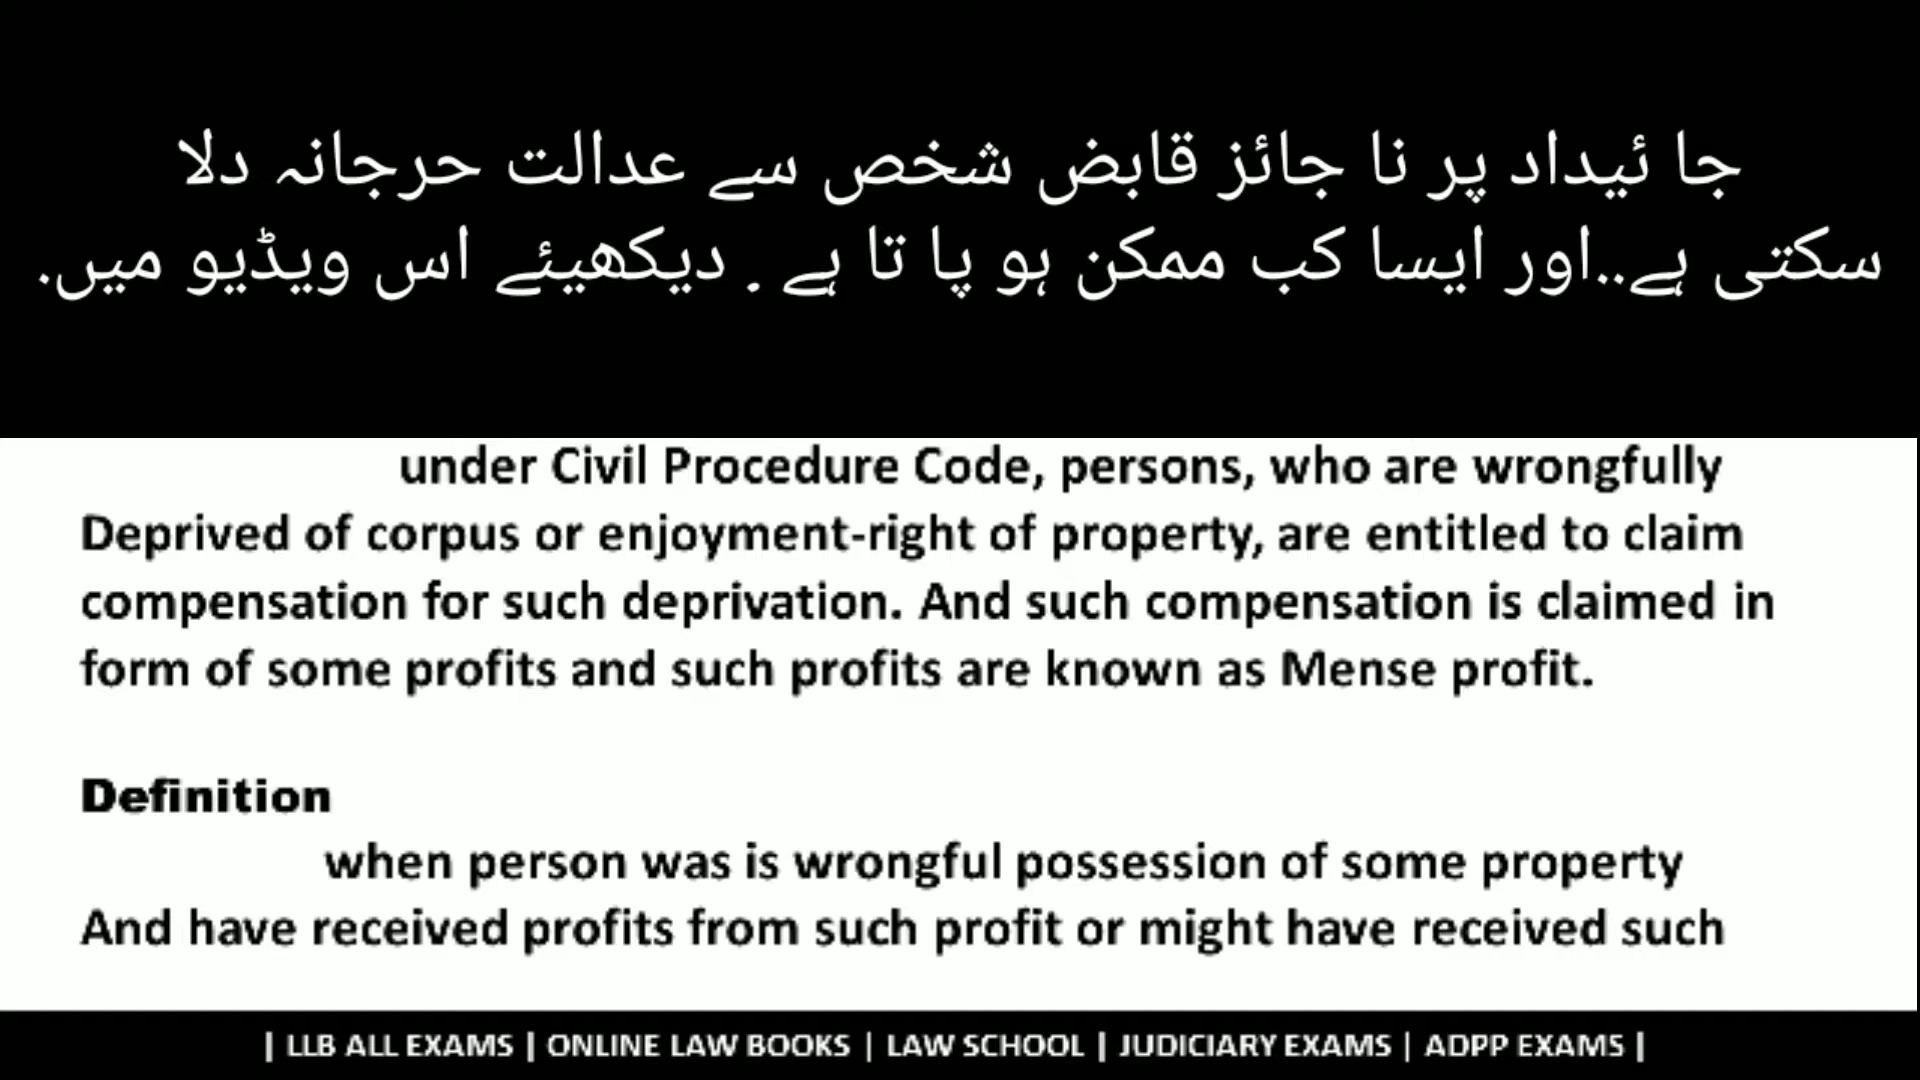 جا ئیداد پر نا جائز قابض شخص سے عدالت حرجانہ دلا
سکتی ہے..اور ایسا کب ممکن ہو پا تا ہے . دیکھیئے اس ویڈیو میں.
under Civil Procedure Code, persons, who are wrongfully
Deprived of corpus or enjoyment-right of property, are entitled to claim
compensation for such deprivation. And such compensation is claimed in
form of some profits and such profits are known as Mense profit.
Definition
when person was is wrongful possession of some property
And have received profits from such profit or might have received such
| LLB ALL EXAMS | ONLINE LAW BOOKS | LAW SCHOOL | JUDICIARY EXAMS | ADPP EXAMS |